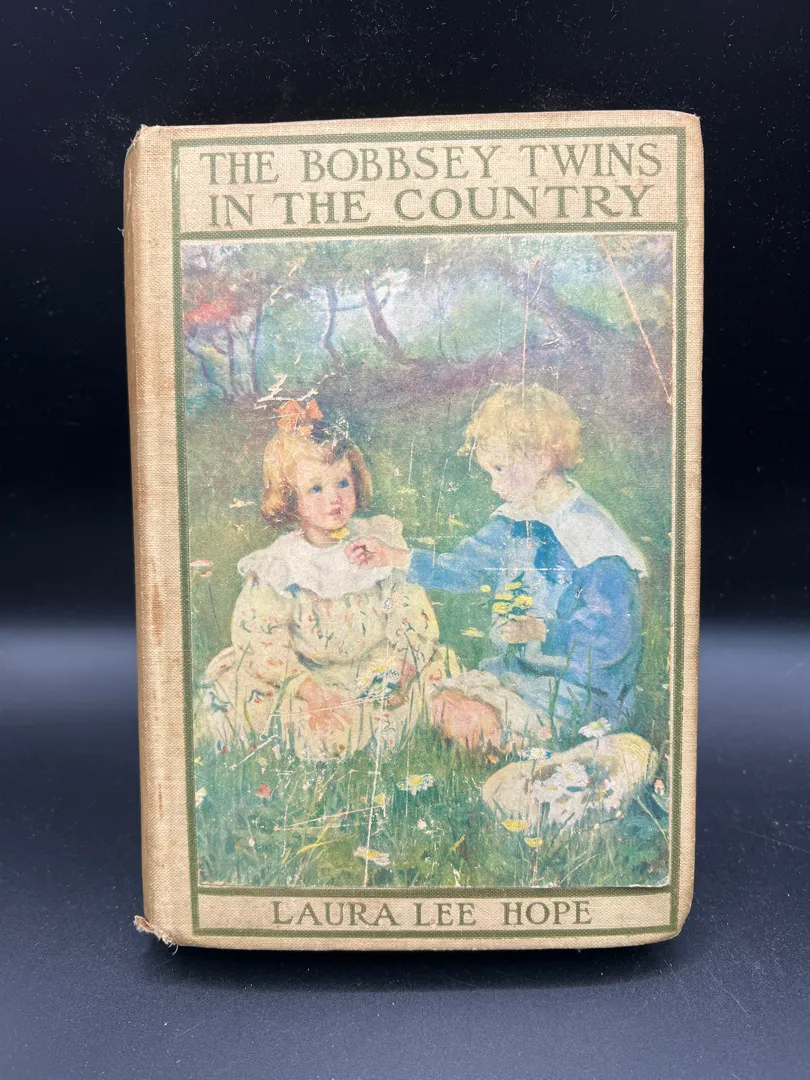 THE BOBBSEY TWINS
IN THE COUNTRY
LAURA LEE HOPE